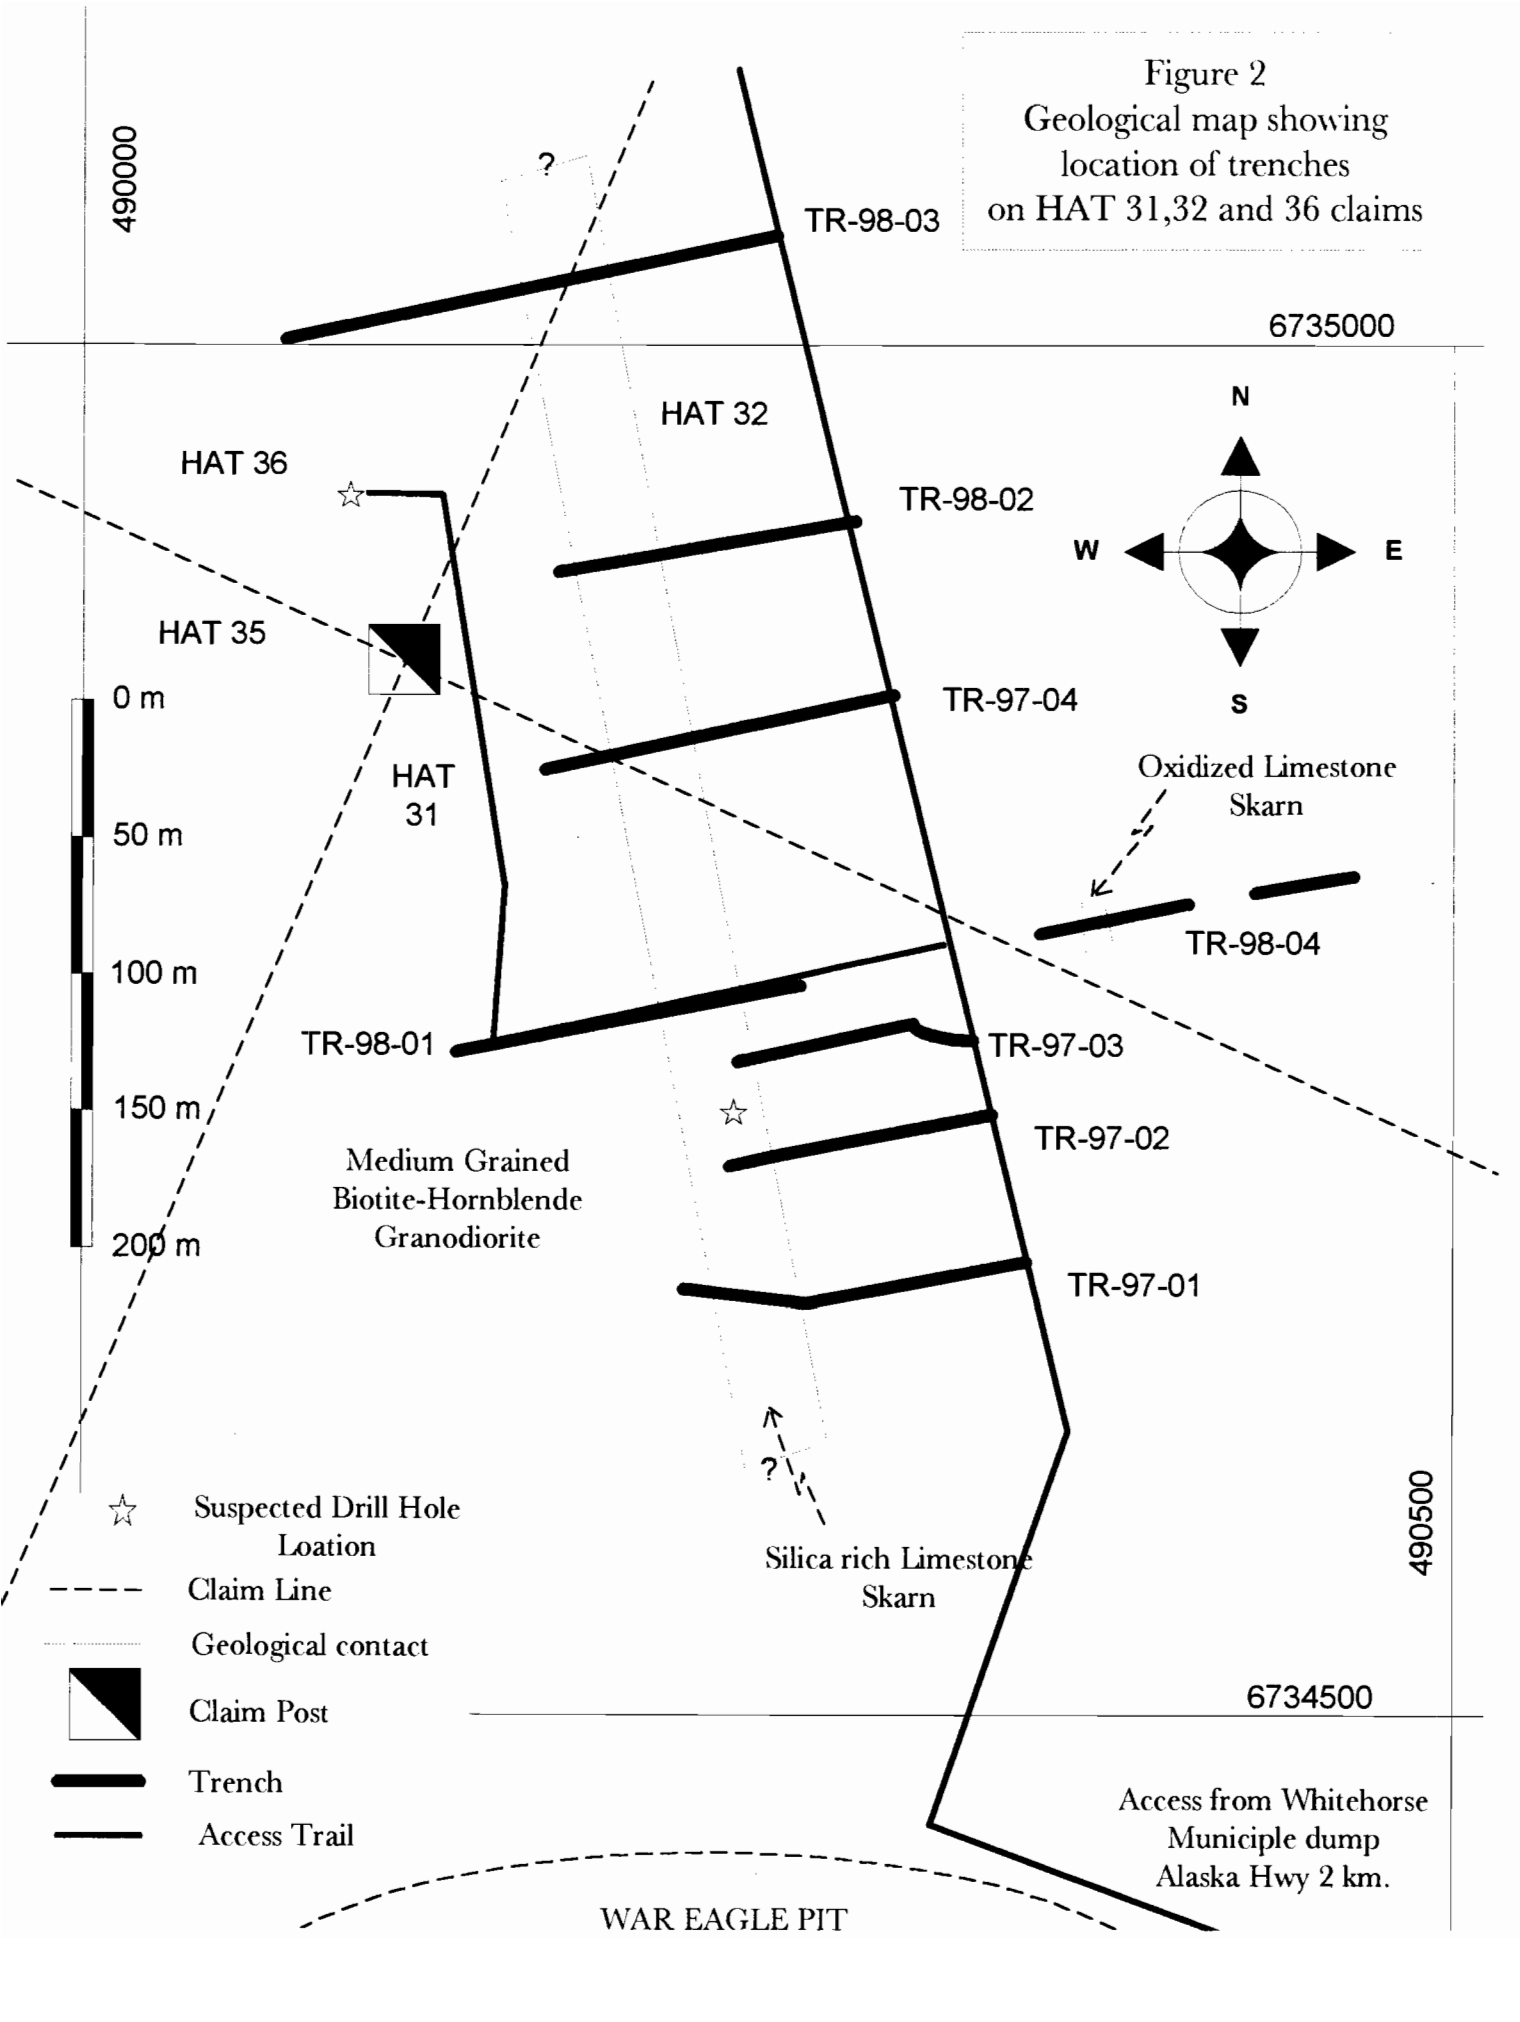 Figure 2
Geological map showing
location of trenches
on HAT 31,32 and 36 claims
490000
?
TR-98-03
6735000
HAT 32
N
HAT 36
TR-98-02
W
E
HAT 35
S
0 m
TR-97-04
HAT
31
Oxidized Limestone
Skarn
50 m
TR-98-04
100 m
TR-98-01
TR-97-03
150 m
TR-97-02
Medium Grained
Biotite-Hornblende
Granodiorite
200 m
TR-97-01
?
490500
Silica rich Limestone
Skarn
Suspected Drill Hole
Loation
Claim Line
Geological contact
Claim Post
Trench
Access Trail
6734500
Access from Whitehorse
Municiple dump
Alaska Hwy 2 km.
WAR EAGLE PIT